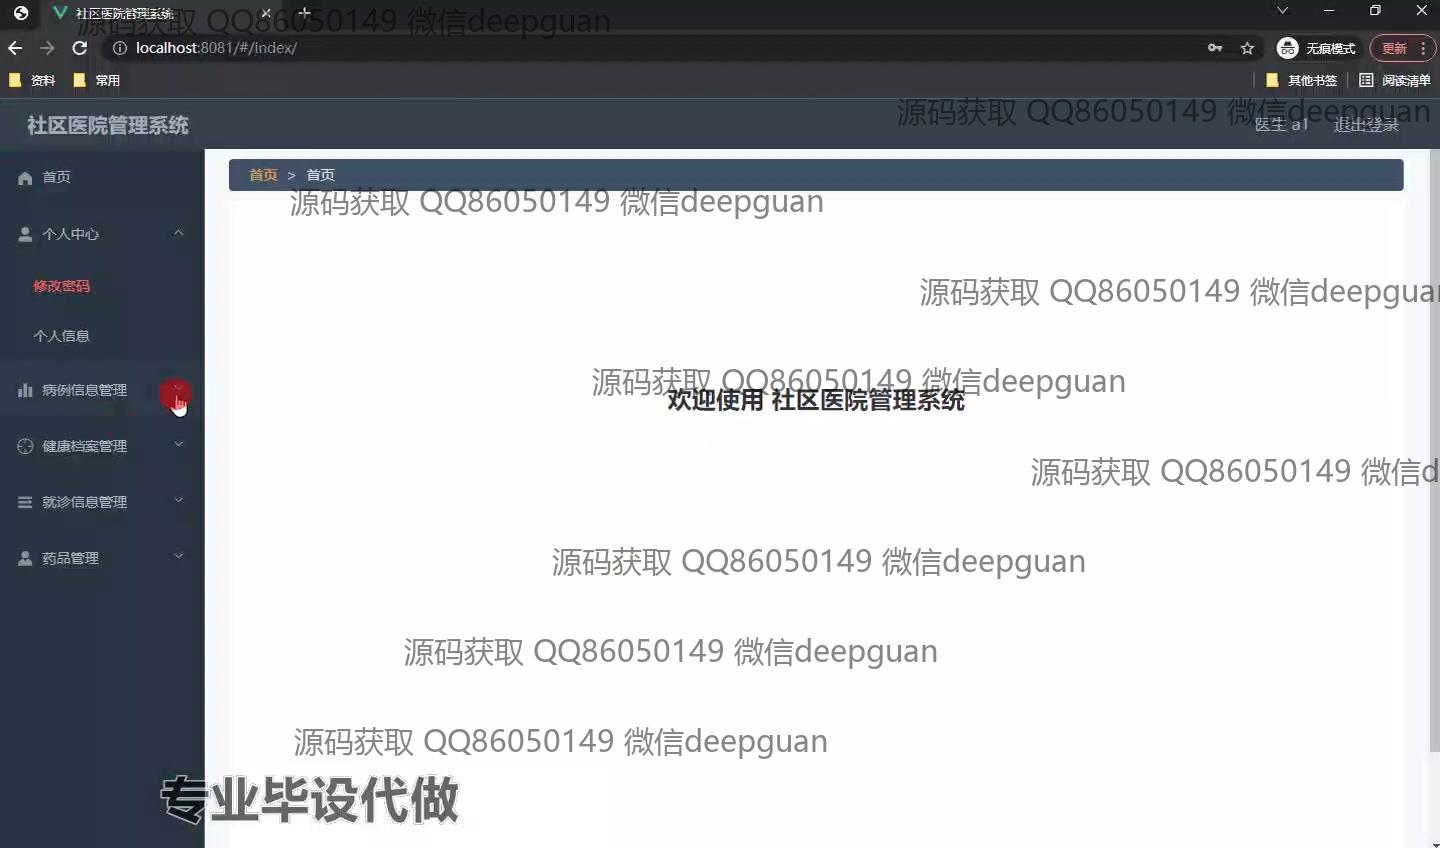 社区医院管理系统
源码获取 QQ86050149 微信deepguan
localhost:8081/#/index/
无痕模式
更新
资料
常用
其他书签
阅读清单
源码获取 QQ86050149 微信deepguan
社区医院管理系统
医生 a1
退出登录
首页
首页 > 首页
源码获取 QQ86050149 微信deepguan
个人中心
修改密码
源码获取 QQ86050149 微信deepguan
个人信息
病例信息管理
源码获取 QQ86050149 微信deepguan
欢迎使用 社区医院管理系统
健康档案管理
源码获取 QQ86050149 微信d
就诊信息管理
药品管理
源码获取 QQ86050149 微信deepguan
源码获取 QQ86050149 微信deepguan
源码获取 QQ86050149 微信deepguan
专业毕设代做